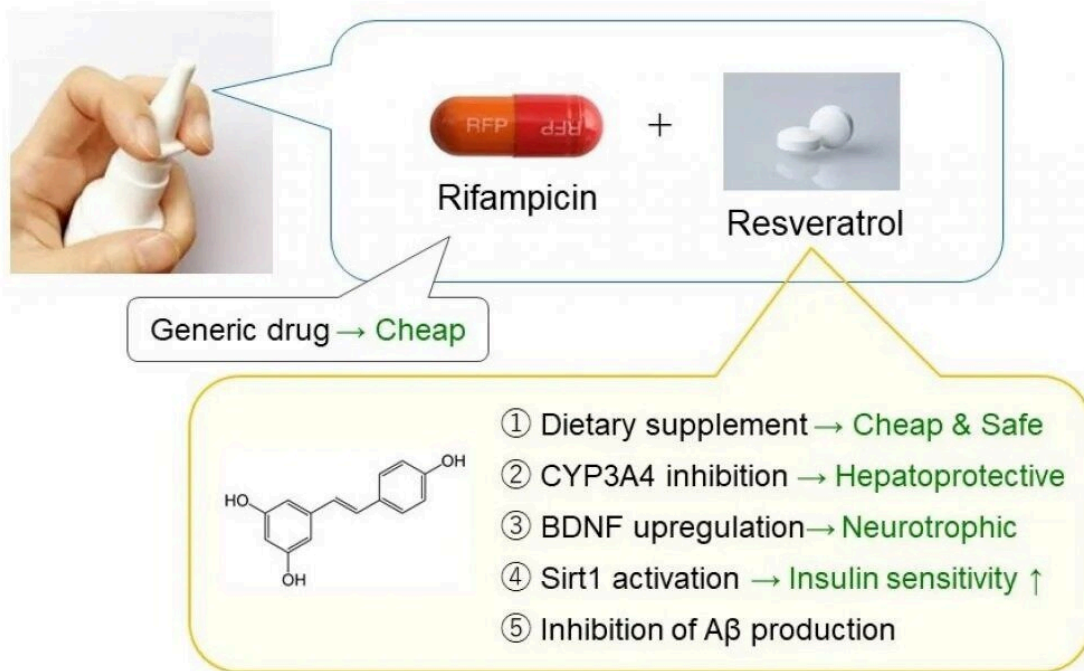 RFP RFP
+
Rifampicin
Resveratrol
Generic drug → Cheap
① Dietary supplement → Cheap & Safe
② CYP3A4 inhibition → Hepatoprotective
③ BDNF upregulation → Neurotrophic
④ Sirt1 activation → Insulin sensitivity ↑
⑤ Inhibition of Aβ production
OH
HO
OH